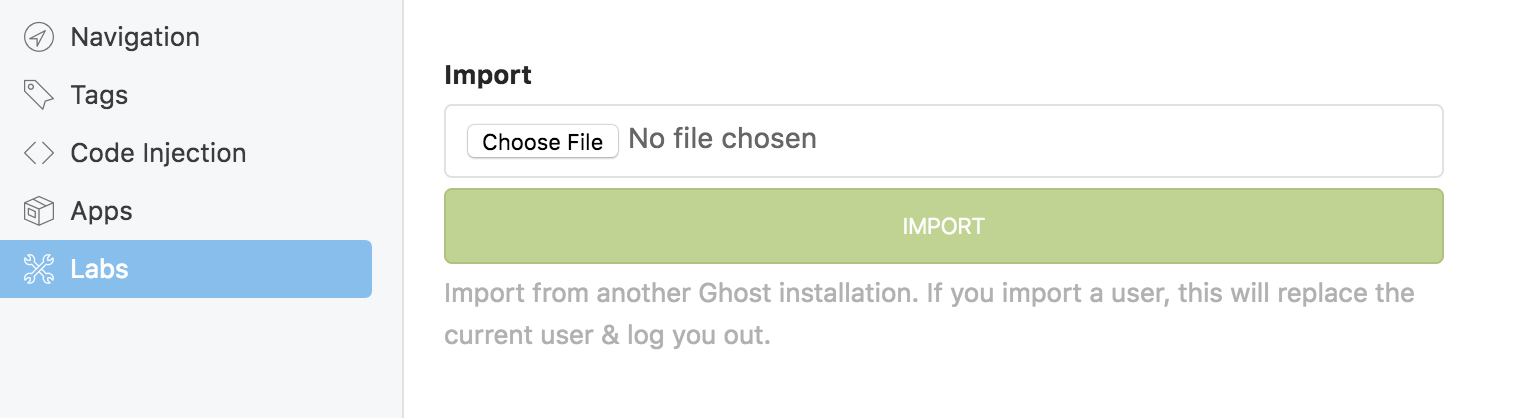 Navigation
Tags
Code Injection
Apps
Labs
Import
Choose File No file chosen
IMPORT
Import from another Ghost installation. If you import a user, this will replace the
current user & log you out.